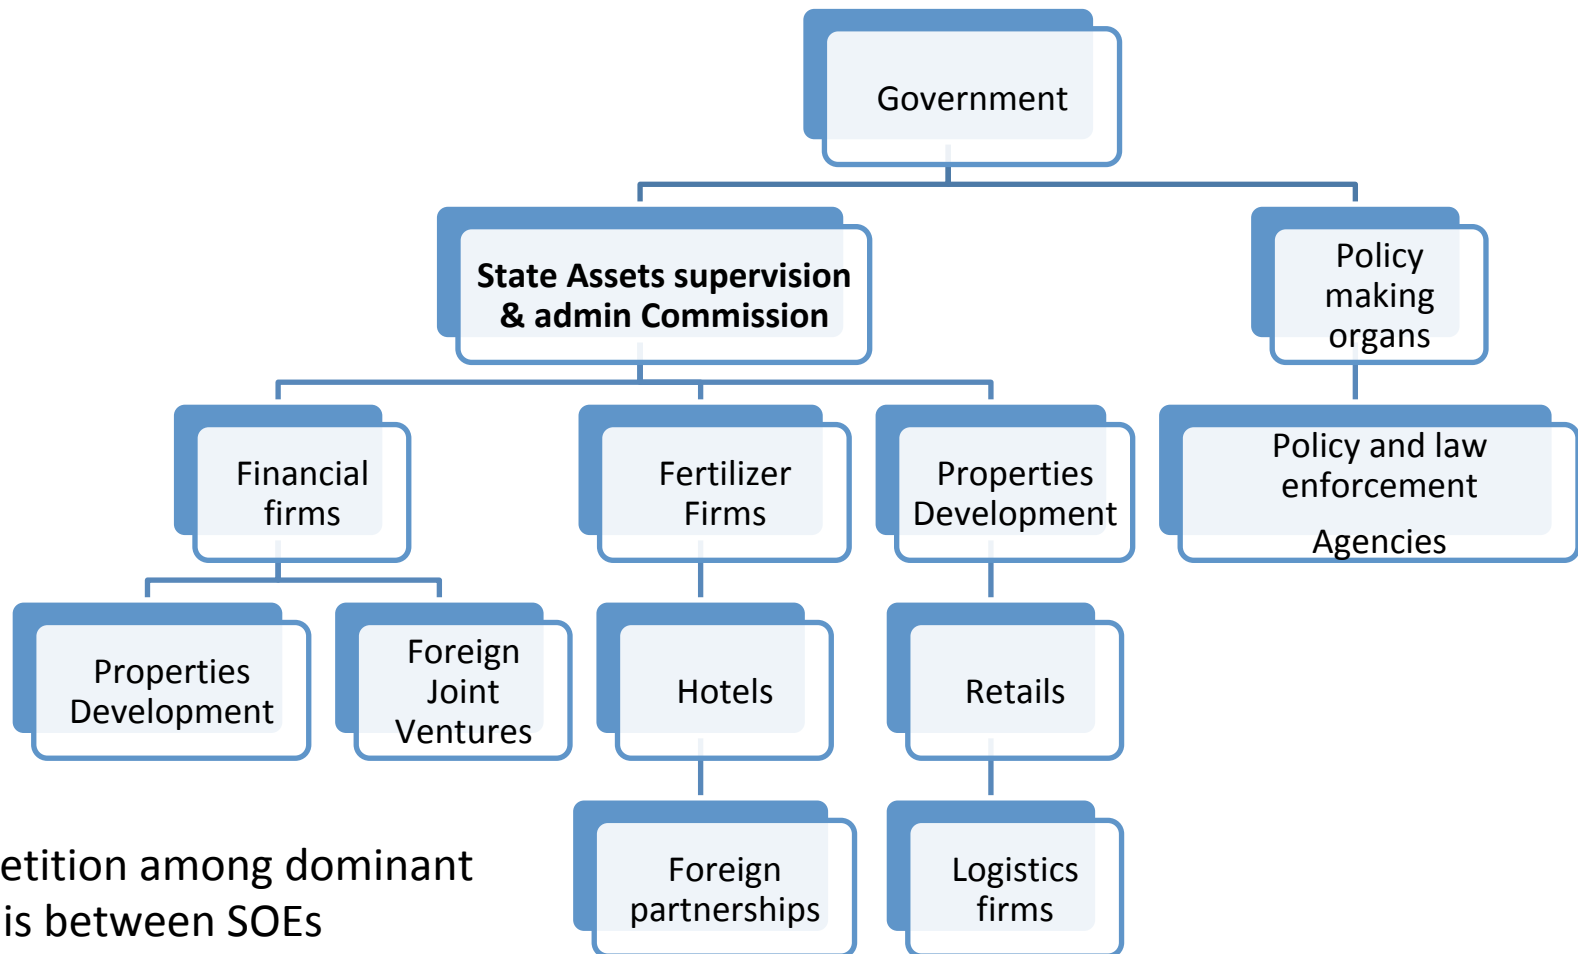 Government
State Assets supervision
& admin Commission
Policy
making
organs
Financial
firms
Fertilizer
Firms
Properties
Development
Policy and law
enforcement
Agencies
Properties
Development
Foreign
Joint
Ventures
Hotels
Retails
Foreign
partnerships
Logistics
firms
etition among dominant
is between SOEs